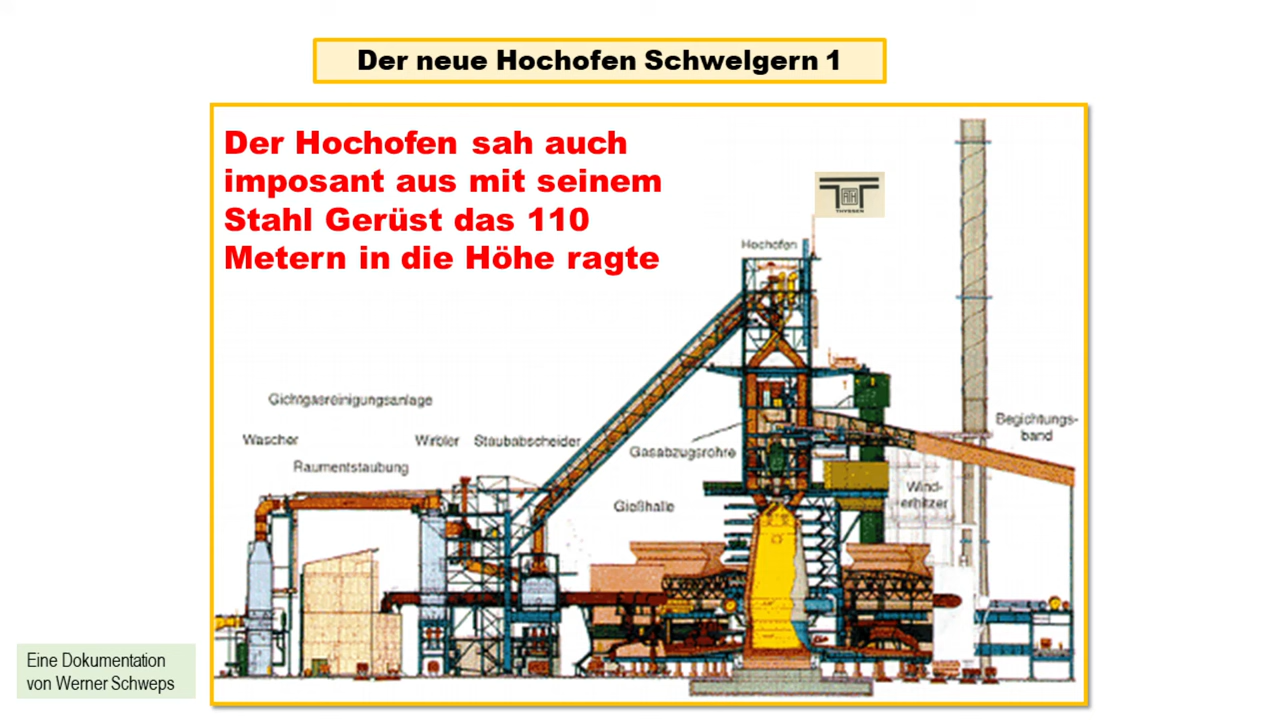 Der neue Hochofen Schwelgern 1
Der Hochofen sah auch
imposant aus mit seinem
Stahl Gerüst das 110
Metern in die Höhe ragte
ATH
THYSSEN
Hochofen
Gichtgasreinigungsanlage
Wascher
Wirbler
Staubabscheider
Raumentstaubung
Gasabzugsrohre
Begichtungs-
band
Gießhalle
Wind-
erhitzer
Eine Dokumentation
von Werner Schweps